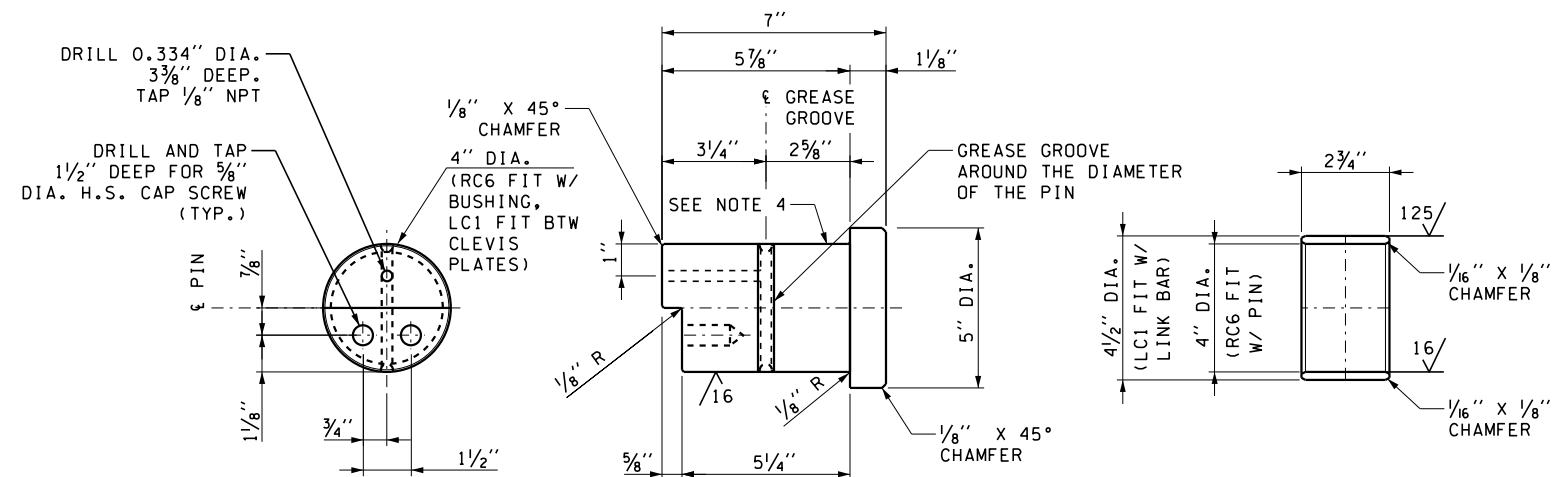 DRILL 0.334" DIA.
3⅜" DEEP.
TAP ⅛" NPT
DRILL AND TAP
1½" DEEP FOR ⅝"
DIA. H.S. CAP SCREW
(TYP.)
℄ PIN
⅞"
1⅛"
¾"
1½"
⅛" X 45°
CHAMFER
4" DIA.
(RC6 FIT W/
BUSHING,
LC1 FIT BTW
CLEVIS
PLATES)
7"
5⅞"
1⅛"
℄ GREASE
GROOVE
3¼"
2⅝"
SEE NOTE 4
GREASE GROOVE
AROUND THE DIAMETER
OF THE PIN
1"
5" DIA.
⅛" R
16
⅛" R
⅛" X 45°
CHAMFER
⅝"
5¼"
2¾"
125
4½" DIA.
(LC1 FIT W/
LINK BAR)
4" DIA.
(RC6 FIT
W/ PIN)
1/16" X ⅛"
CHAMFER
16
1/16" X ⅛"
CHAMFER